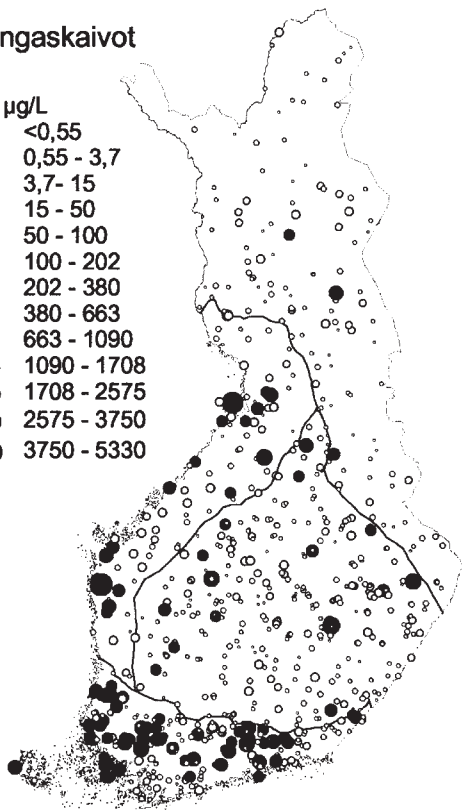 ngaskaivot
µg/L
<0,55
0,55 - 3,7
3,7- 15
15 - 50
50 - 100
100 - 202
202 - 380
380 - 663
663 - 1090
1090 - 1708
1708 - 2575
2575 - 3750
3750 - 5330